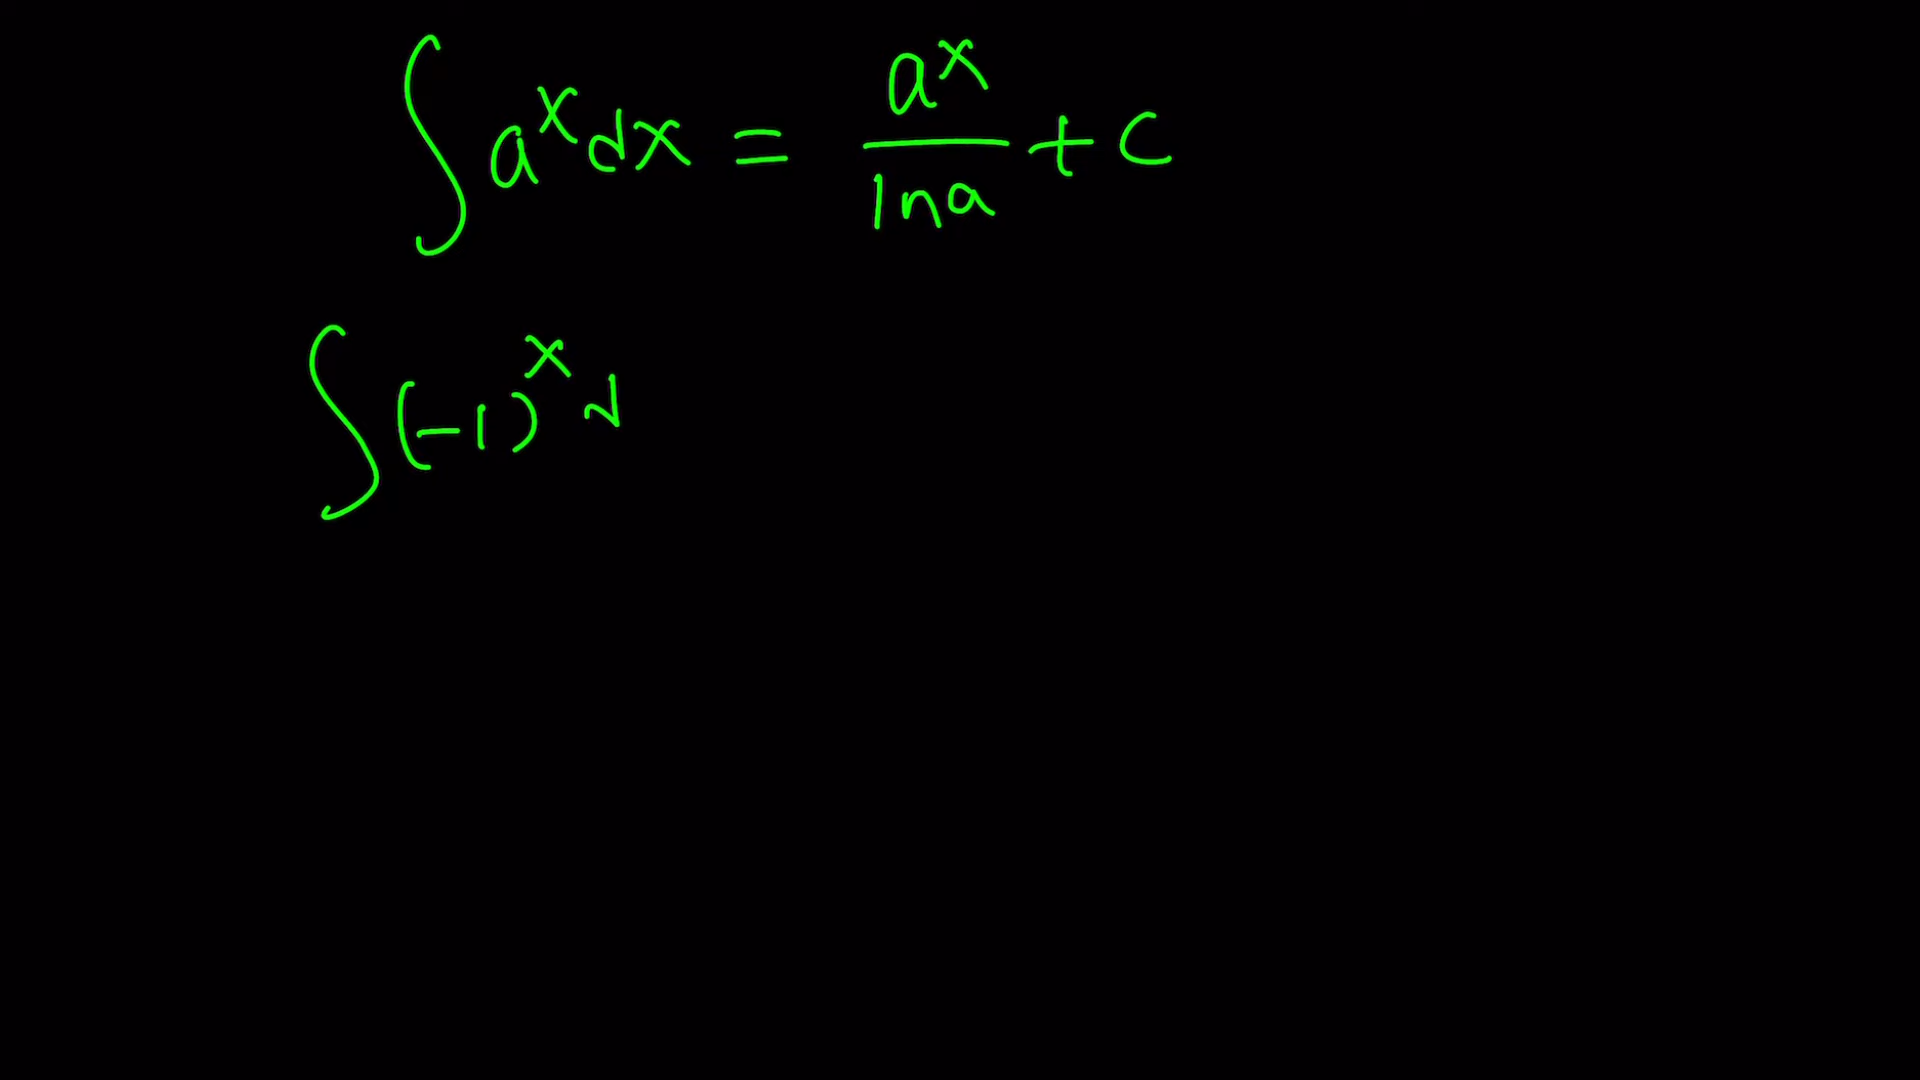 ∫ a^x dx = a^x / ln a + c
∫ (-1)^x d